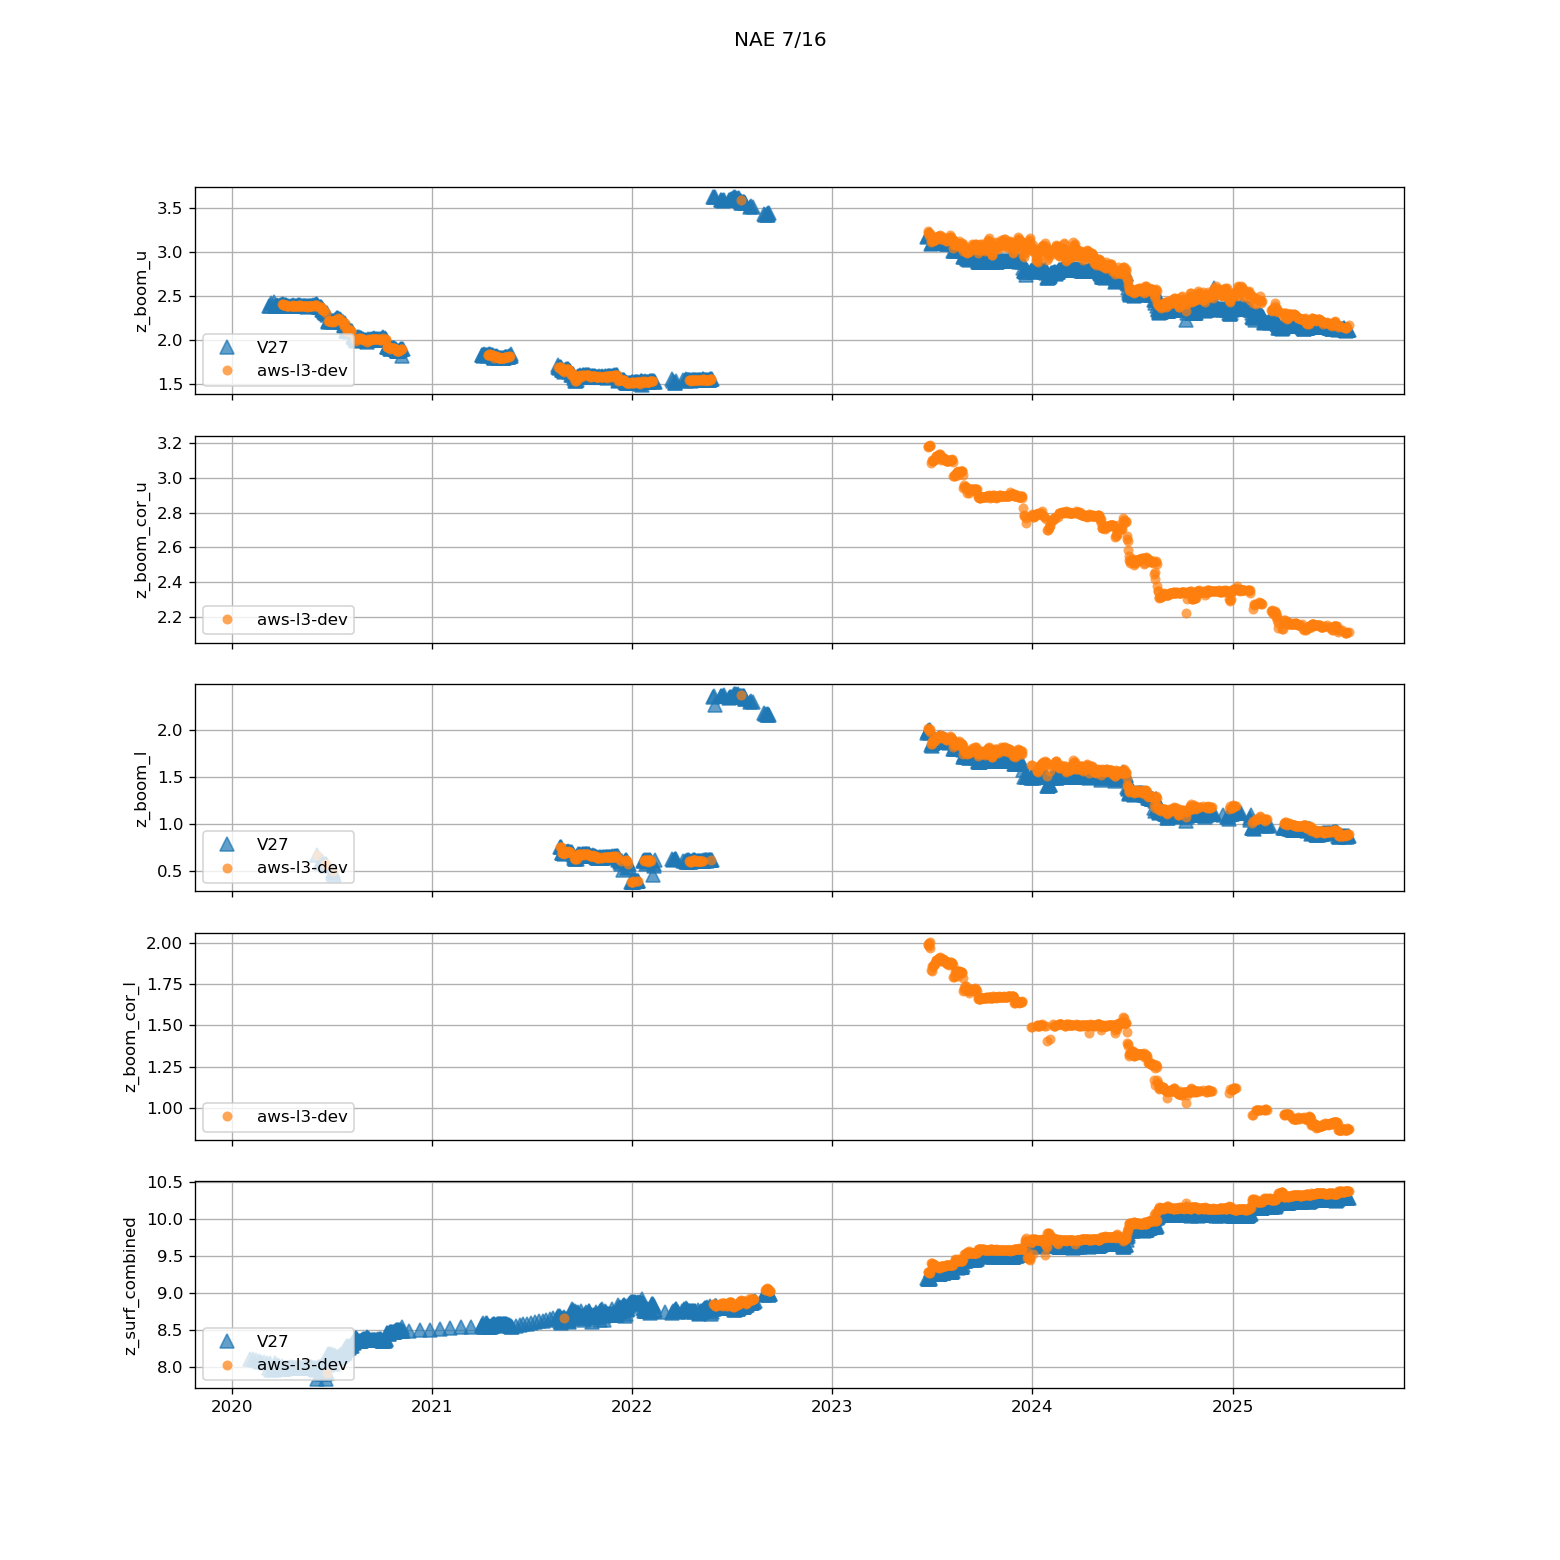 NAE 7/16
z_boom_u
3.5
3.0
2.5
2.0
1.5
V27
aws-l3-dev
z_boom_cor_u
3.2
3.0
2.8
2.6
2.4
2.2
aws-l3-dev
z_boom_l
2.0
1.5
1.0
0.5
V27
aws-l3-dev
z_boom_cor_l
2.00
1.75
1.50
1.25
1.00
aws-l3-dev
z_surf_combined
10.5
10.0
9.5
9.0
8.5
8.0
V27
aws-l3-dev
2020 2021 2022 2023 2024 2025